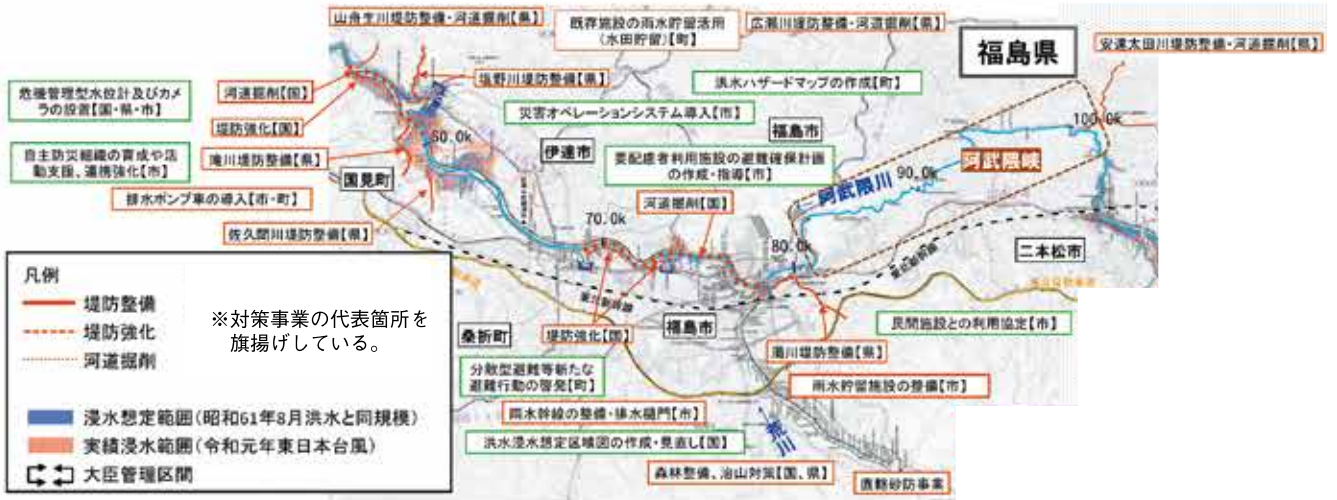 山舟生川堤防整備・河道掘削【県】
既存施設の雨水貯留活用
(水田貯留)【町】
広瀬川堤防整備・河道掘削【県】
福島県
安達太田川堤防整備・河道掘削【県】
危機管理型水位計及びカメ
ラの設置【国・県・市】
河道掘削【国】
塩野川堤防整備【県】
洪水ハザードマップの作成【町】
堤防強化【国】
災害オペレーションシステム導入【市】
60.0k
福島市
100.0k
自主防災組織の育成や活
動支援、連携強化【市】
滝川堤防整備【県】
伊達市
要配慮者利用施設の避難確保計画
の作成・指導【市】
阿武隈峡
国見町
阿武隈川
90.0k
排水ポンプ車の導入【市・町】
河道掘削【国】
70.0k
佐久間川堤防整備【県】
80.0k
二本松市
東北新幹線
凡例
堤防整備
堤防強化
河道掘削
※対策事業の代表箇所を
旗揚げしている。
浸水想定範囲(昭和61年8月洪水と同規模)
実績浸水範囲(令和元年東日本台風)
大臣管理区間
東北新幹線
桑折町
堤防強化【国】
福島市
民間施設との利用協定【市】
濁川堤防整備【県】
分散型避難等新たな
避難行動の啓発【町】
雨水貯留施設の整備【市】
雨水幹線の整備・排水樋門【市】
荒川
洪水浸水想定区域図の作成・見直し【国】
森林整備、治山対策【国、県】
直轄砂防事業